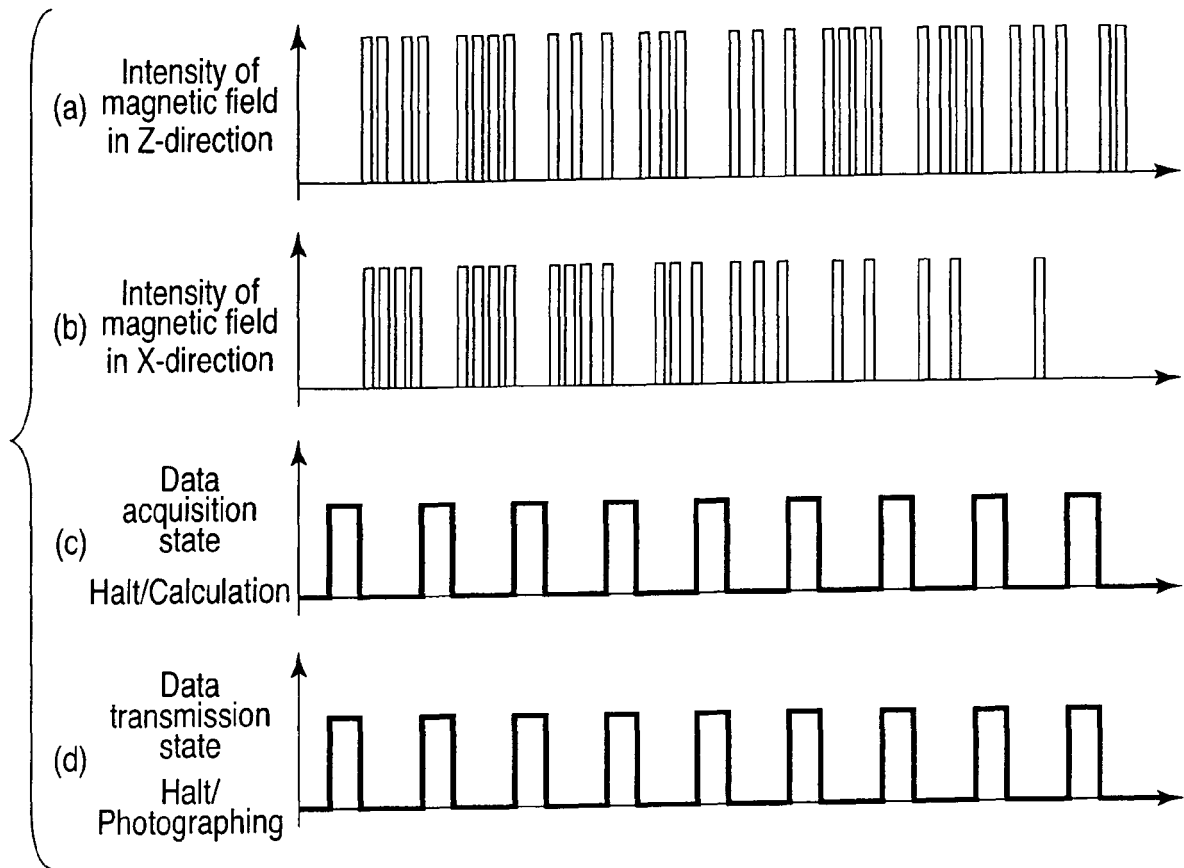 (a)
Intensity of
magnetic field
in Z-direction
(b)
Intensity of
magnetic field
in X-direction
(c)
Data
acquisition
state
Halt/Calculation
(d)
Data
transmission
state
Halt/
Photographing